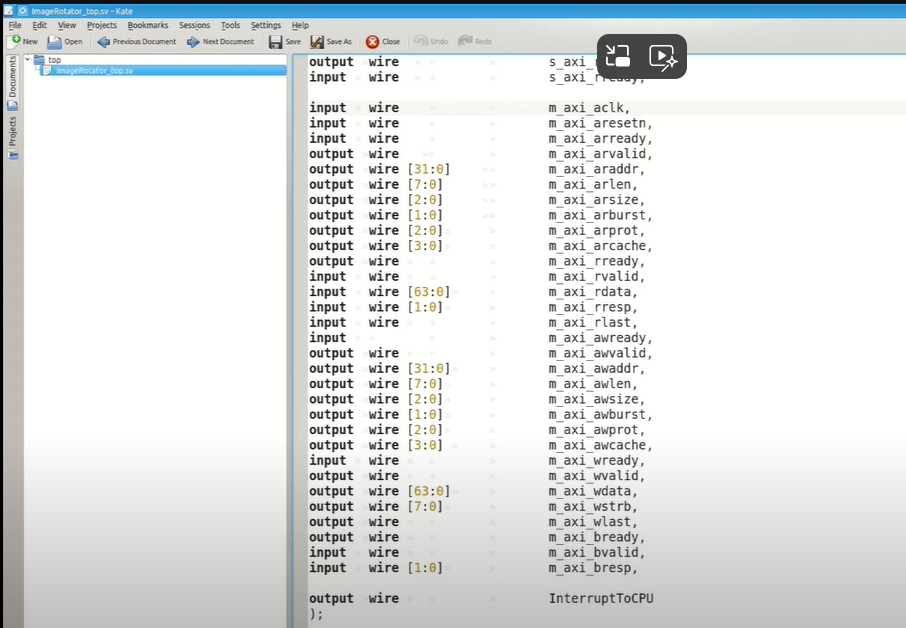 ImageRotator_top.sv - Kate
File Edit View Projects Bookmarks Sessions Tools Settings Help
New Open Previous Document Next Document Save Save As Close Undo Redo
Documents
Projects
top
ImageRotator_top.sv
output wire s_axi_
input wire s_axi_rready,
input wire m_axi_aclk,
input wire m_axi_aresetn,
input wire m_axi_arready,
output wire m_axi_arvalid,
output wire [31:0] m_axi_araddr,
output wire [7:0] m_axi_arlen,
output wire [2:0] m_axi_arsize,
output wire [1:0] m_axi_arburst,
output wire [2:0] m_axi_arprot,
output wire [3:0] m_axi_arcache,
output wire m_axi_rready,
input wire m_axi_rvalid,
input wire [63:0] m_axi_rdata,
input wire [1:0] m_axi_rresp,
input wire m_axi_rlast,
input m_axi_awready,
output wire m_axi_awvalid,
output wire [31:0] m_axi_awaddr,
output wire [7:0] m_axi_awlen,
output wire [2:0] m_axi_awsize,
output wire [1:0] m_axi_awburst,
output wire [2:0] m_axi_awprot,
output wire [3:0] m_axi_awcache,
input wire m_axi_wready,
output wire m_axi_wvalid,
output wire [63:0] m_axi_wdata,
output wire [7:0] m_axi_wstrb,
output wire m_axi_wlast,
output wire m_axi_bready,
input wire m_axi_bvalid,
input wire [1:0] m_axi_bresp,
output wire InterruptToCPU
);